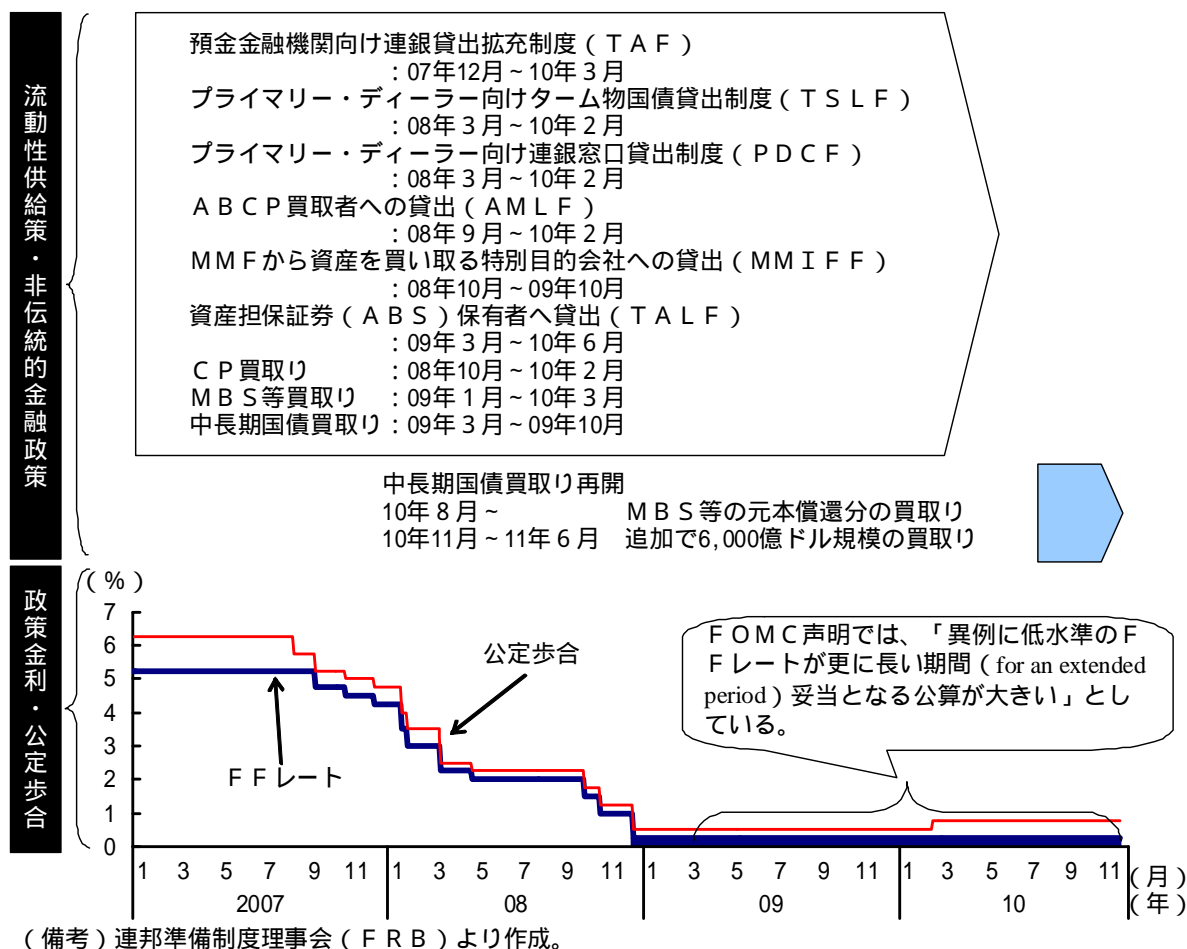 流動性供給策・非伝統的金融政策
預金金融機関向け連銀貸出拡充制度(TAF)
:07年12月~10年3月
プライマリー・ディーラー向けターム物国債貸出制度(TSLF)
:08年3月~10年2月
プライマリー・ディーラー向け連銀窓口貸出制度(PDCF)
:08年3月~10年2月
ABCP買取者への貸出(AMLF)
:08年9月~10年2月
MMFから資産を買い取る特別目的会社への貸出(MMIFF)
:08年10月~09年10月
資産担保証券(ABS)保有者へ貸出(TALF)
:09年3月~10年6月
CP買取り :08年10月~10年2月
MBS等買取り :09年1月~10年3月
中長期国債買取り:09年3月~09年10月
中長期国債買取り再開
10年8月~ MBS等の元本償還分の買取り
10年11月~11年6月 追加で6,000億ドル規模の買取り
政策金利・公定歩合
(%)
7
6
5
4
3
2
1
0
公定歩合
FFレート
FOMC声明では、「異例に低水準のF
Fレートが更に長い期間(for an extended
period)妥当となる公算が大きい」とし
ている。
1 3 5 7 9 11 1 3 5 7 9 11 1 3 5 7 9 11 1 3 5 7 9 11 (月)
2007 08 09 10 (年)
(備考)連邦準備制度理事会(FRB)より作成。